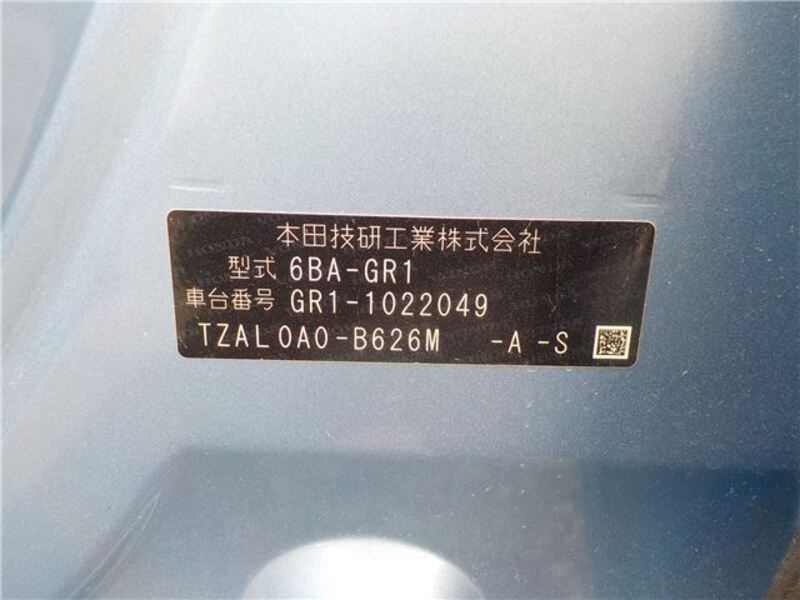 本田技研工業株式会社
型式 6BA-GR1
車台番号 GR1-1022049
TZAL0A0-B626M -A -S